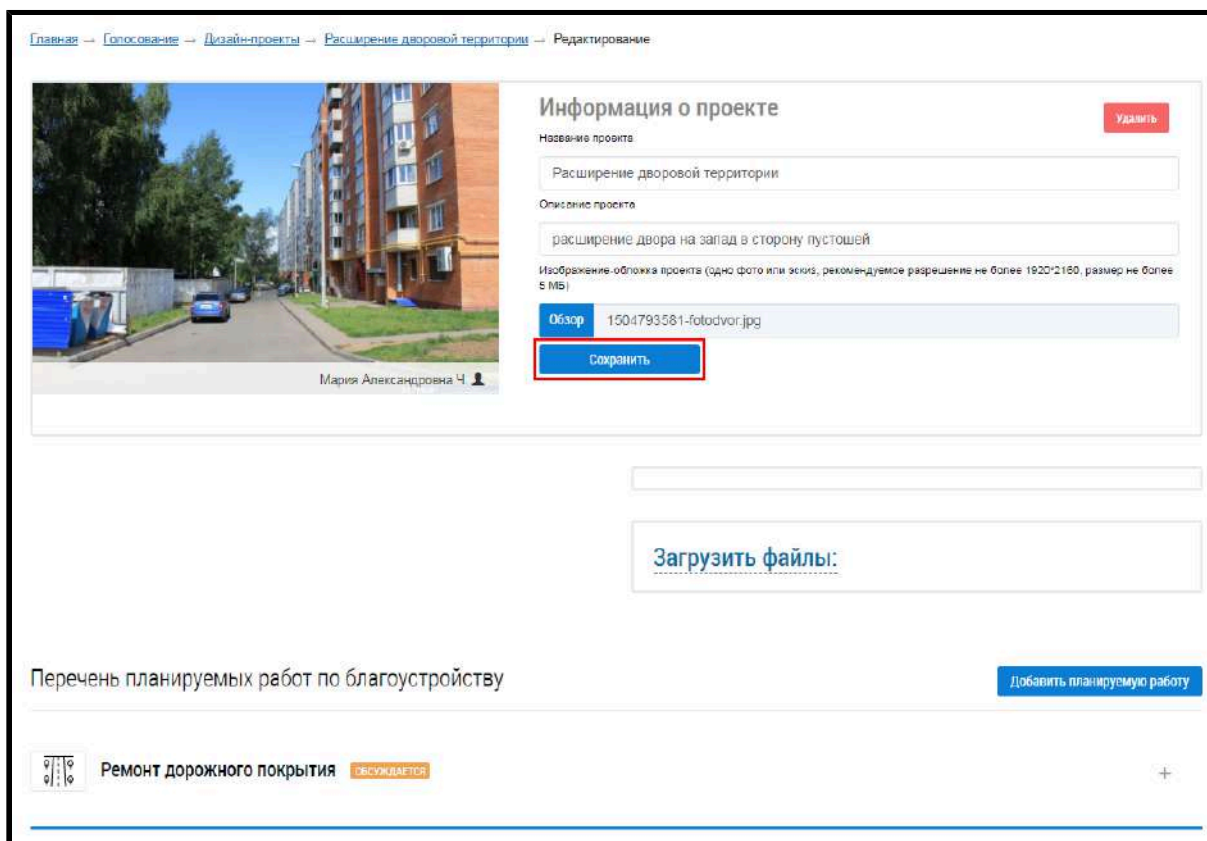 Главная → Голосование → Дизайн-проекты → Расширение дворовой территории → Редактирование
Информация о проекте
Удалить
Название проекта
Расширение дворовой территории
Описание проекта
расширение двора на запад в сторону пустошей
Изображение-обложка проекта (одно фото или эскиз, рекомендуемое разрешение не более 1920*2160, размер не более
5 МБ)
Обзор 1504793581-fotodvor.jpg
Сохранить
Мария Александровна Ч
Загрузить файлы:
Перечень планируемых работ по благоустройству
Добавить планируемую работу
Ремонт дорожного покрытия ОБСУЖДАЕТСЯ